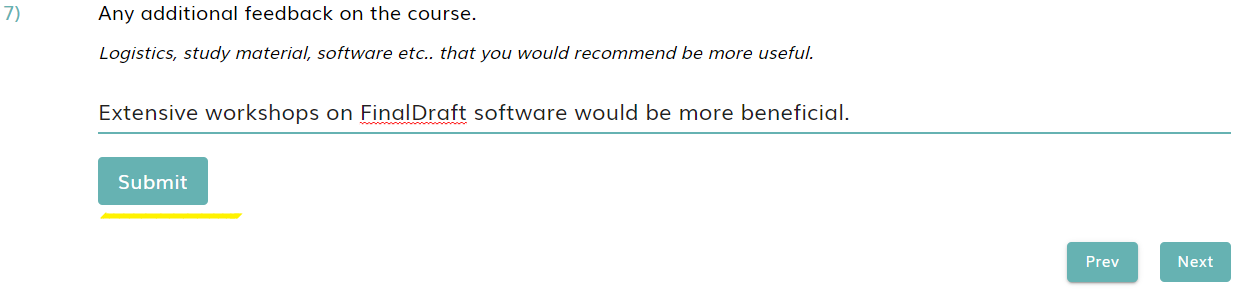 7) Any additional feedback on the course.
Logistics, study material, software etc.. that you would recommend be more useful.
Extensive workshops on FinalDraft software would be more beneficial.
Submit
Prev Next